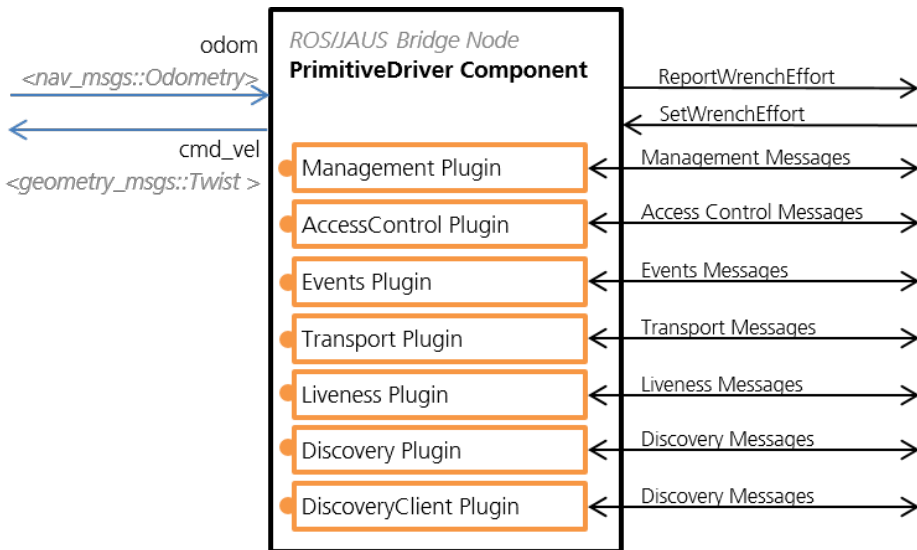 odom
<nav_msgs::Odometry>
cmd_vel
<geometry_msgs::Twist >
ROS/JAUS Bridge Node
PrimitiveDriver Component
Management Plugin
AccessControl Plugin
Events Plugin
Transport Plugin
Liveness Plugin
Discovery Plugin
DiscoveryClient Plugin
ReportWrenchEffort
SetWrenchEffort
Management Messages
Access Control Messages
Events Messages
Transport Messages
Liveness Messages
Discovery Messages
Discovery Messages